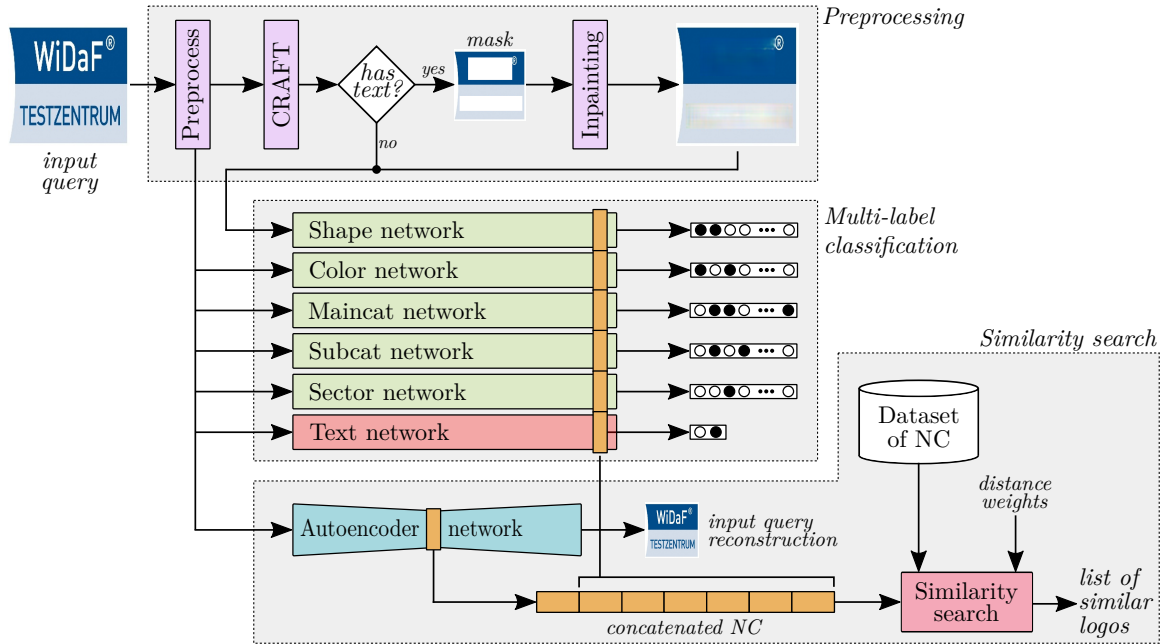 Preprocessing
WiDaF®
TESTZENTRUM
input
query
Preprocess
CRAFT
has
text?
yes
no
mask
®
Inpainting
®
Multi-label
classification
Shape network
Color network
Maincat network
Subcat network
Sector network
Text network
Similarity search
Dataset
of NC
distance
weights
Autoencoder network
WiDaF®
TESTZENTRUM
input query
reconstruction
concatenated NC
Similarity
search
list of
similar
logos